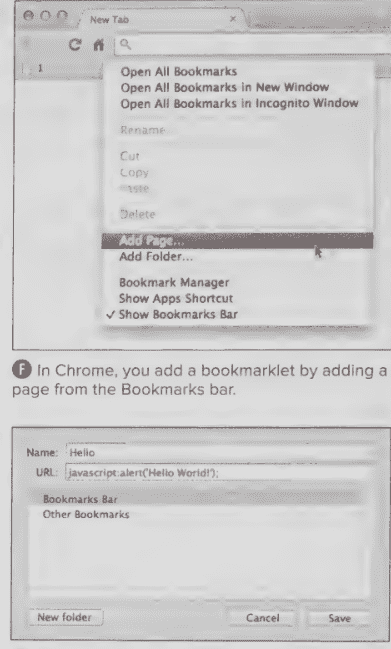 New Tab ×
1
Open All Bookmarks
Open All Bookmarks in New Window
Open All Bookmarks in Incognito Window
Rename
Cut
Copy
Paste
Delete
Add Page...
Add Folder...
Bookmark Manager
Show Apps Shortcut
✓ Show Bookmarks Bar
F In Chrome, you add a bookmarklet by adding a
page from the Bookmarks bar.
Name: Hello
URL: javascript:alert('Hello World!');
Bookmarks Bar
Other Bookmarks
New folder Cancel Save